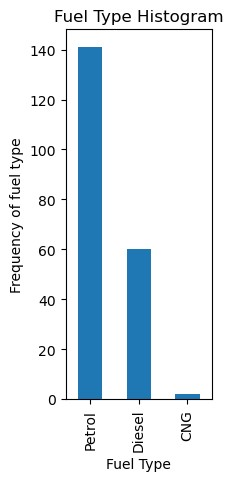 Fuel Type Histogram
140
120
100
80
60
40
20
0
Frequency of fuel type
Petrol
Diesel
CNG
Fuel Type